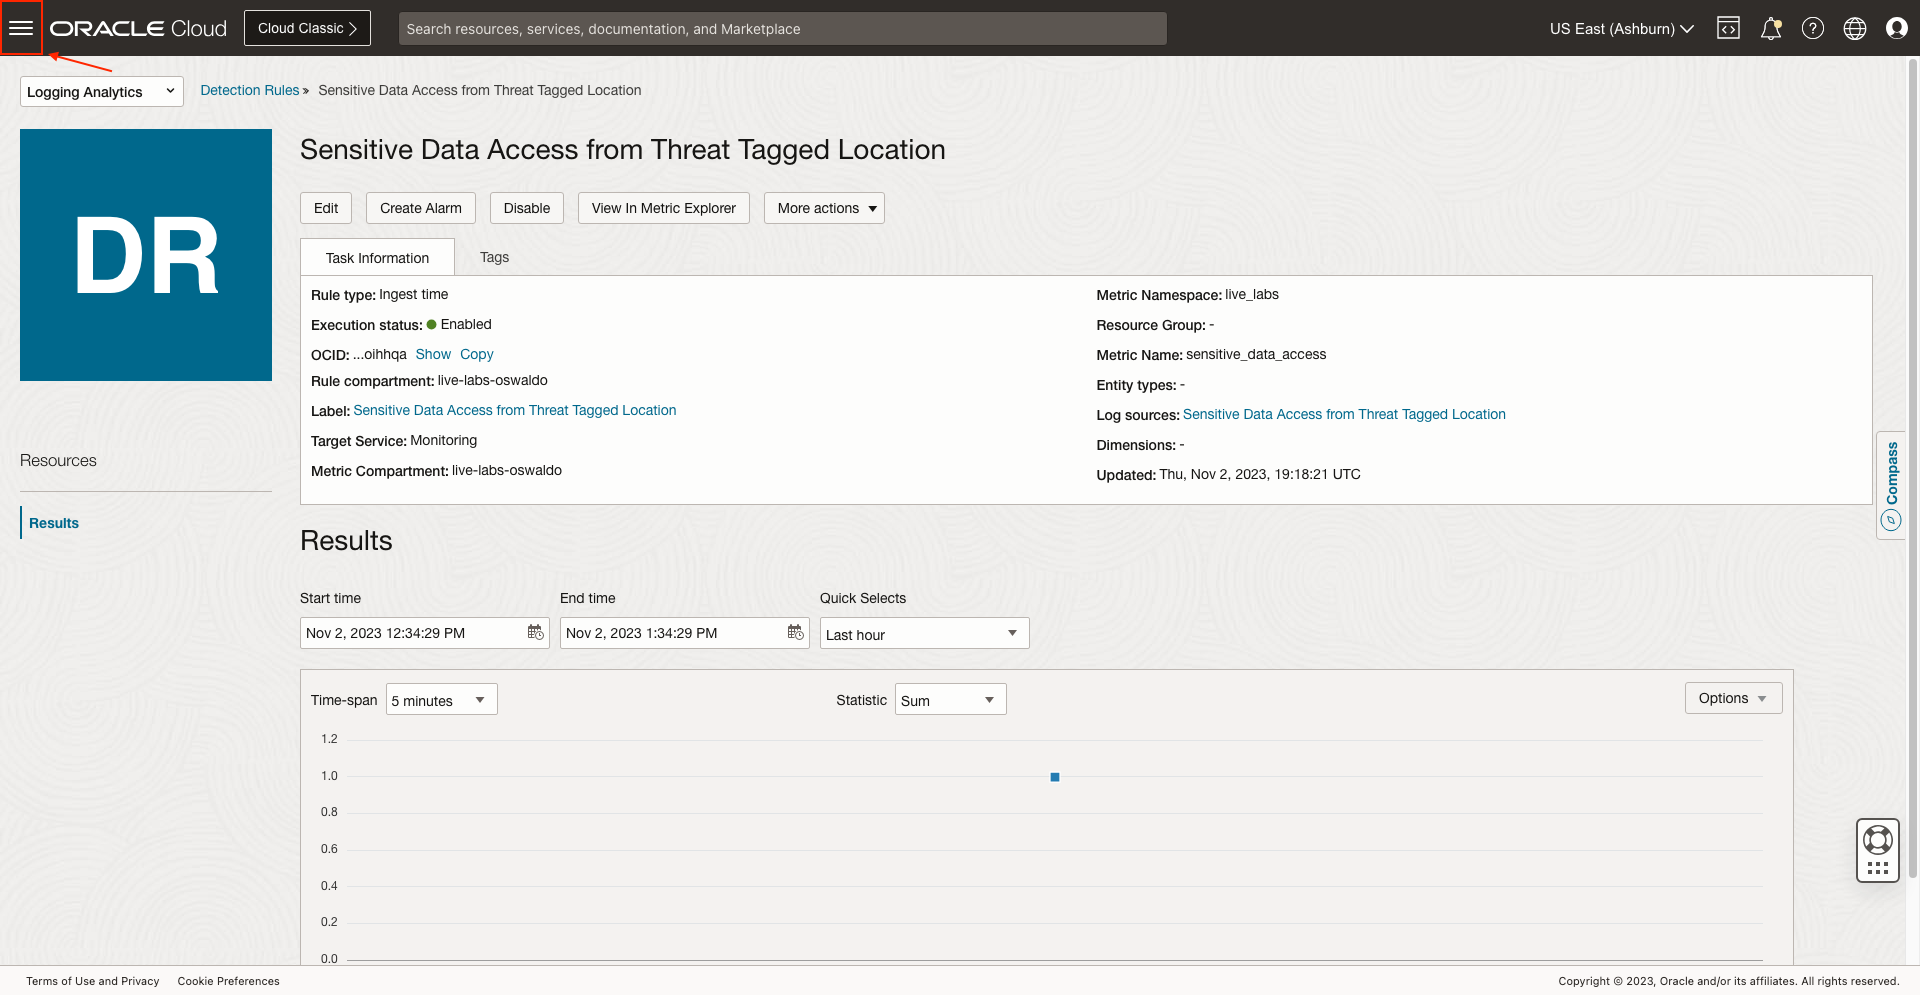 ORACLE Cloud
Cloud Classic
Search resources, services, documentation, and Marketplace
US East (Ashburn)
Logging Analytics
Detection Rules » Sensitive Data Access from Threat Tagged Location
DR
Sensitive Data Access from Threat Tagged Location
Edit
Create Alarm
Disable
View In Metric Explorer
More actions
Task Information
Tags
Rule type: Ingest time
Execution status: Enabled
OCID: ...oihhqa Show Copy
Rule compartment: live-labs-oswaldo
Label: Sensitive Data Access from Threat Tagged Location
Target Service: Monitoring
Metric Compartment: live-labs-oswaldo
Metric Namespace: live_labs
Resource Group: -
Metric Name: sensitive_data_access
Entity types: -
Log sources: Sensitive Data Access from Threat Tagged Location
Dimensions: -
Updated: Thu, Nov 2, 2023, 19:18:21 UTC
Compass
Resources
Results
Results
Start time
End time
Quick Selects
Nov 2, 2023 12:34:29 PM
Nov 2, 2023 1:34:29 PM
Last hour
Time-span
5 minutes
Statistic
Sum
Options
1.2
1.0
0.8
0.6
0.4
0.2
0.0
Terms of Use and Privacy
Cookie Preferences
Copyright © 2023, Oracle and/or its affiliates. All rights reserved.